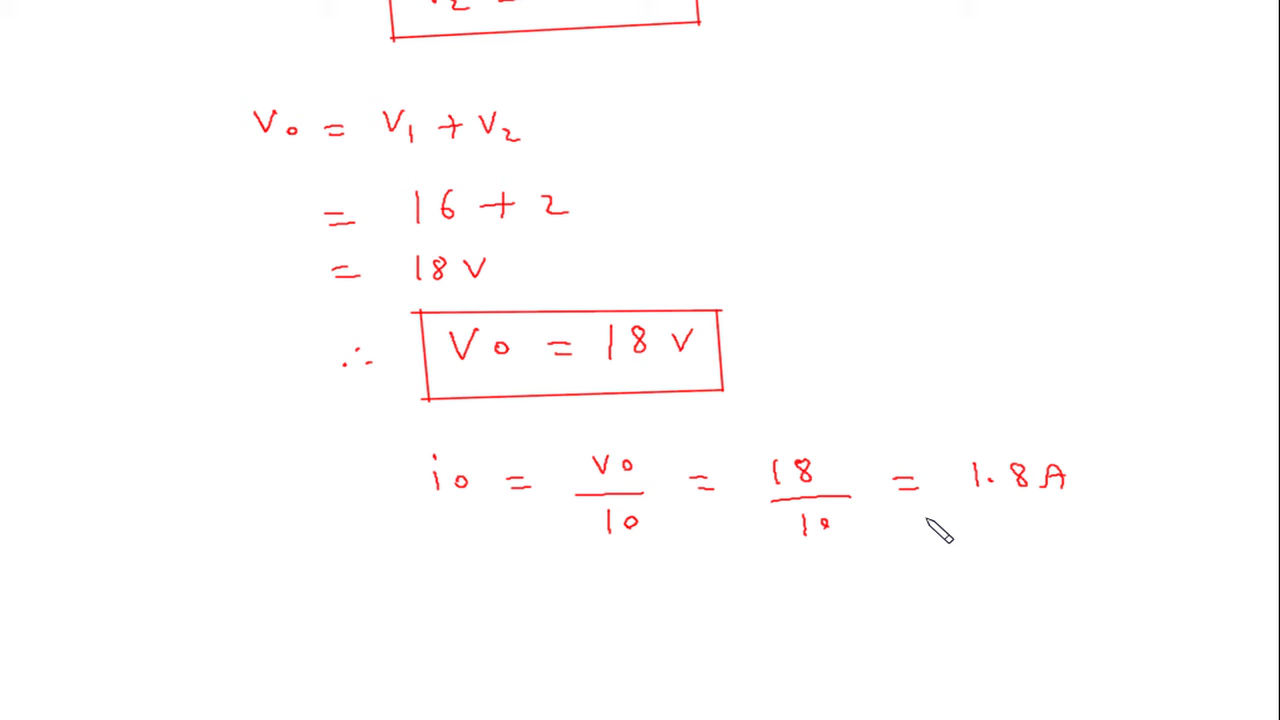 V₀ = V₁ + V₂
= 16 + 2
= 18 V
∴ V₀ = 18 V
i₀ = V₀/10 = 18/10 = 1.8 A